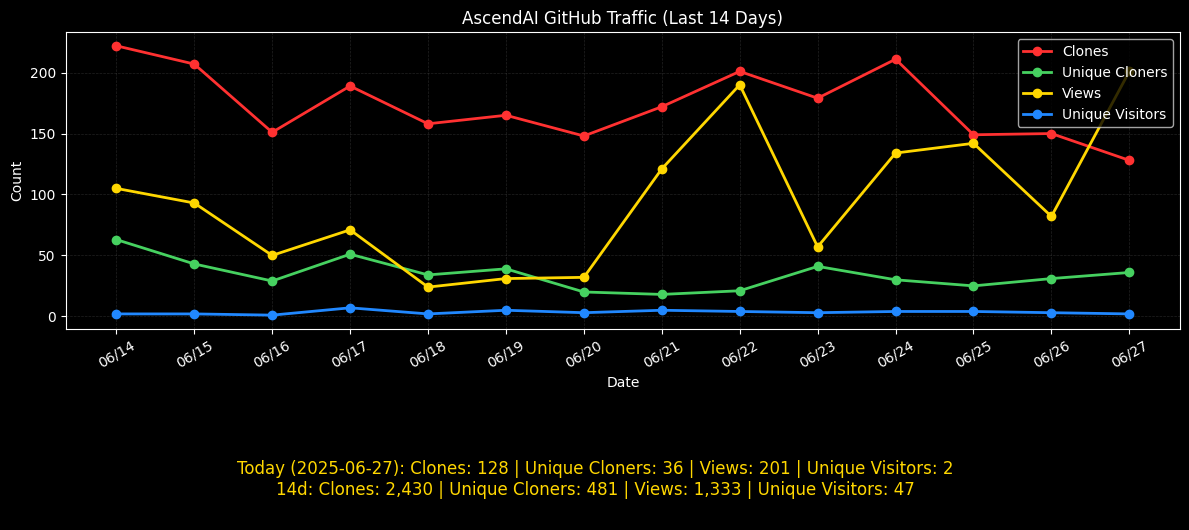 AscendAI GitHub Traffic (Last 14 Days)
Clones
Unique Cloners
Views
Unique Visitors
Count
200
150
100
50
0
06/14 06/15 06/16 06/17 06/18 06/19 06/20 06/21 06/22 06/23 06/24 06/25 06/26 06/27
Date
Today (2025-06-27): Clones: 128 | Unique Cloners: 36 | Views: 201 | Unique Visitors: 2
14d: Clones: 2,430 | Unique Cloners: 481 | Views: 1,333 | Unique Visitors: 47